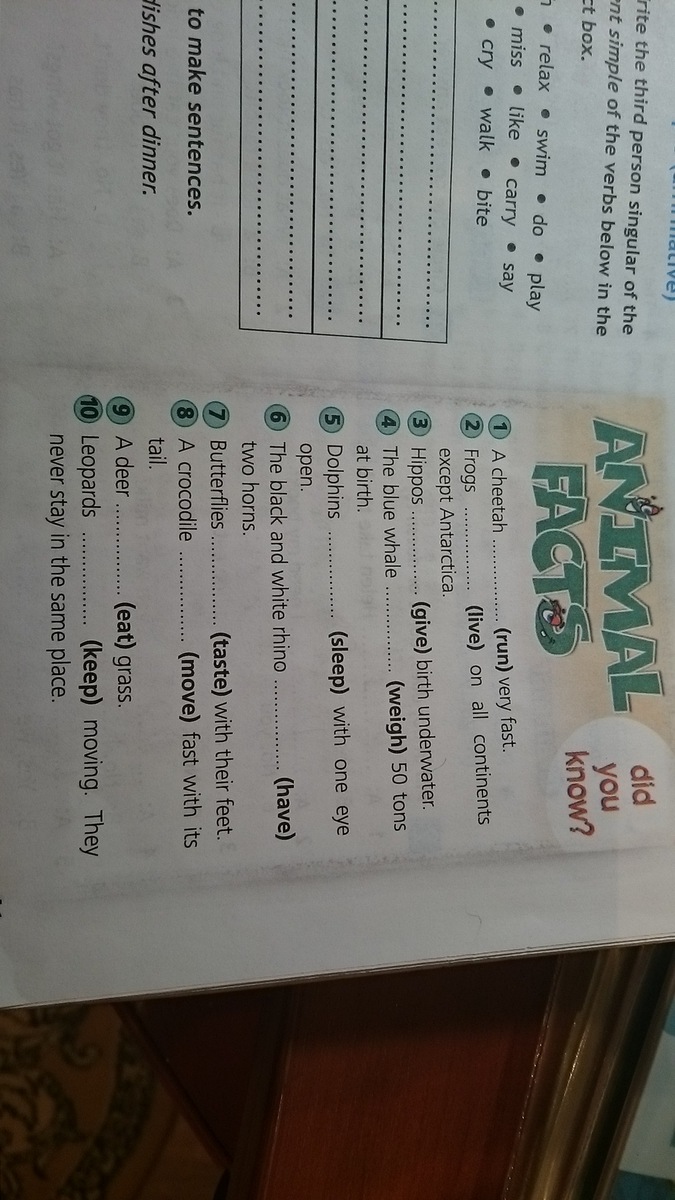 (affirmative)
rite the third person singular of the
nt simple of the verbs below in the
ct box.
• relax • swim • do • play
• miss • like • carry • say
• cry • walk • bite
to make sentences.
dishes after dinner.
ANIMAL
FACTS
did
you
know?
1 A cheetah ............... (run) very fast.
2 Frogs ............... (live) on all continents
except Antarctica.
3 Hippos ............... (give) birth underwater.
4 The blue whale ............... (weigh) 50 tons
at birth.
5 Dolphins ............... (sleep) with one eye
open.
6 The black and white rhino ............... (have)
two horns.
7 Butterflies ............... (taste) with their feet.
8 A crocodile ............... (move) fast with its
tail.
9 A deer ............... (eat) grass.
10 Leopards ............... (keep) moving. They
never stay in the same place.